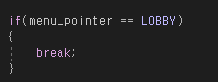 if(menu_pointer == LOBBY)
{
break;
}